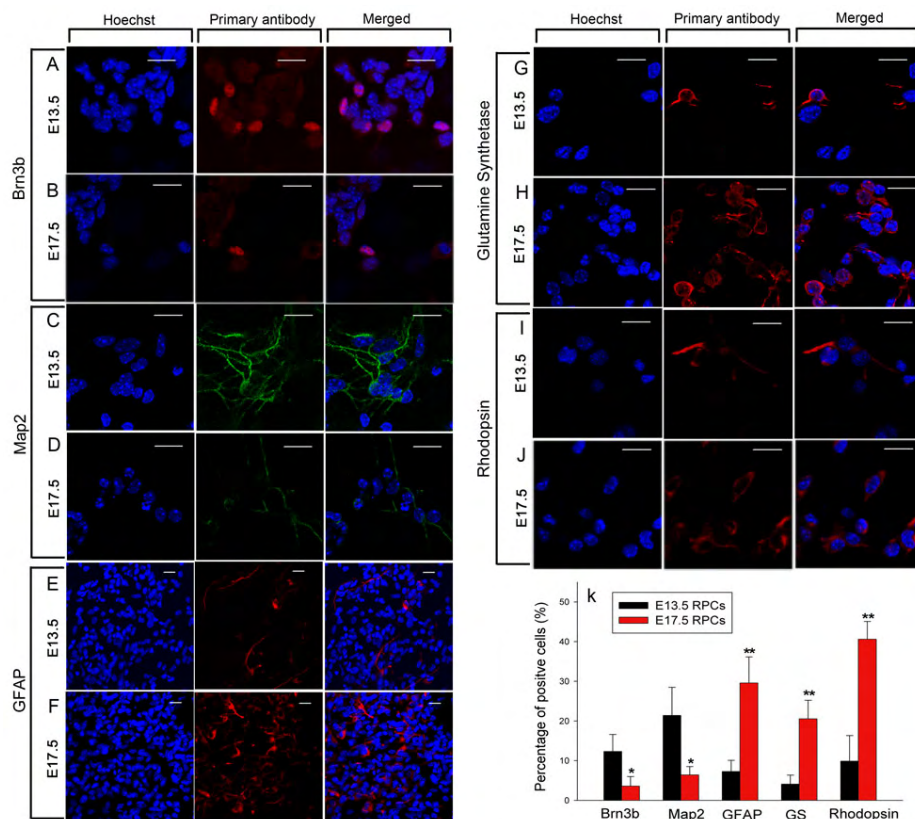 Hoechst Primary antibody Merged
Brn3b
A E13.5
B E17.5
Map2
C E13.5
D E17.5
GFAP
E E13.5
F E17.5
Hoechst Primary antibody Merged
Glutamine Synthetase
G E13.5
H E17.5
Rhodopsin
I E13.5
J E17.5
k
Percentage of positve cells (%)
50
40
30
20
10
0
E13.5 RPCs
E17.5 RPCs
* * ** ** **
Brn3b Map2 GFAP GS Rhodopsin